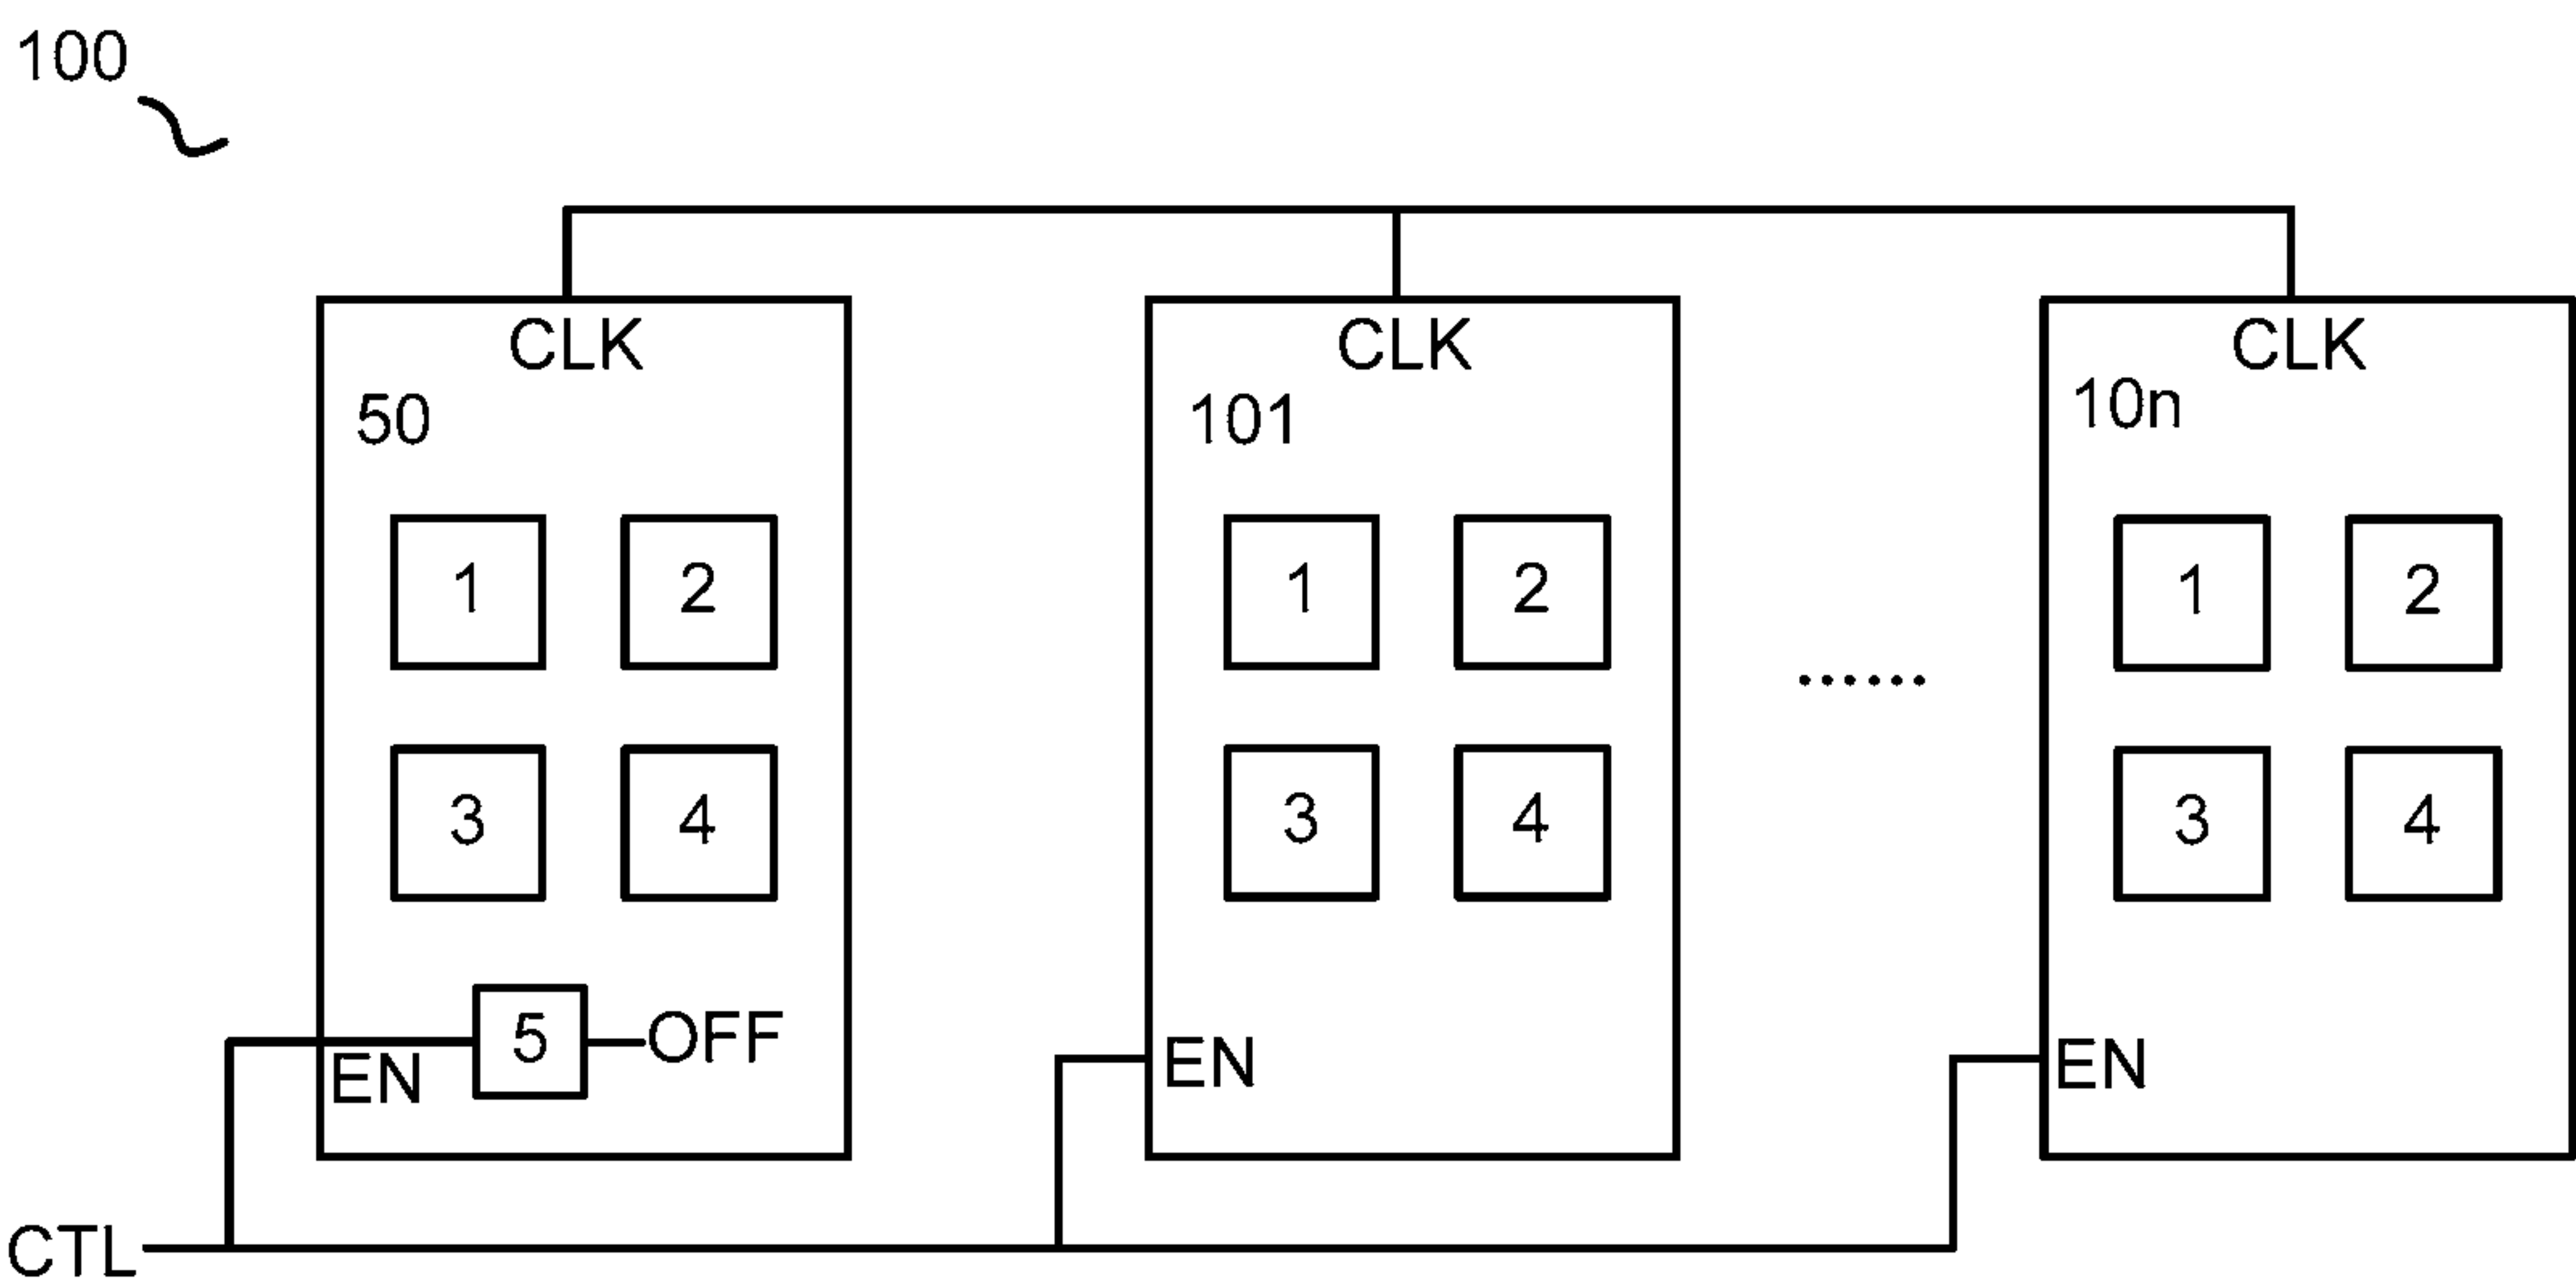 100
CLK CLK CLK
50 101 10n
1 2 1 2 1 2
......
3 4 3 4 3 4
EN 5 OFF EN EN
CTL